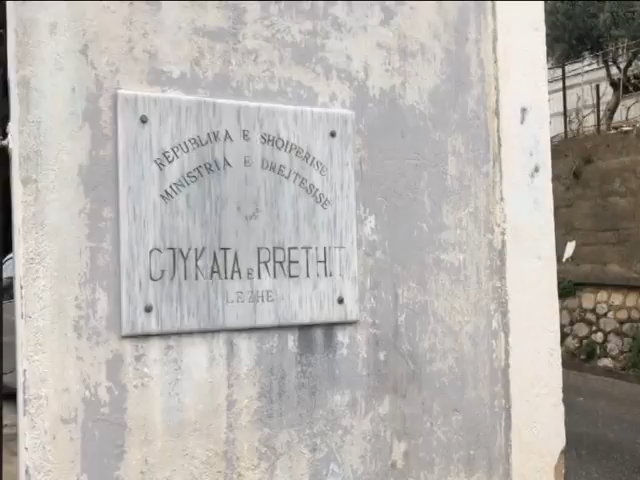 REPUBLIKA E SHQIPERISE
MINISTRIA E DREJTESISE
GJYKATA E RRETHIT
LEZHE